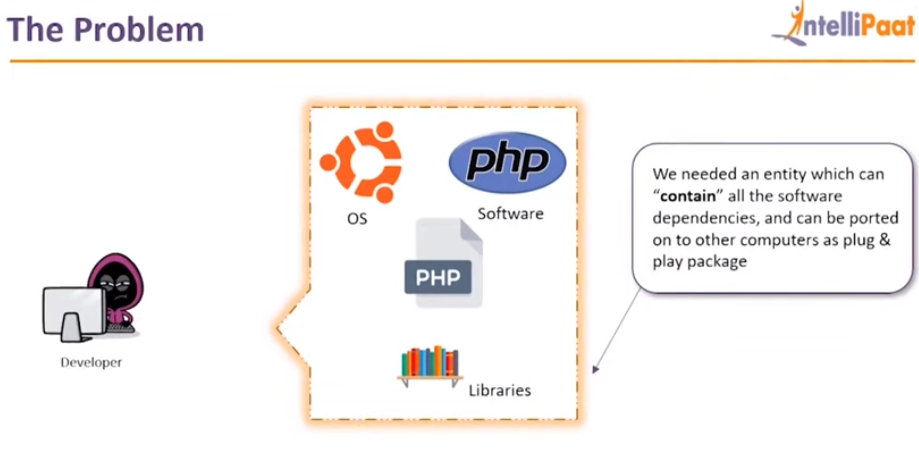 The Problem
IntelliPaat
php
OS
Software
PHP
Libraries
Developer
We needed an entity which can
“contain” all the software
dependencies, and can be ported
on to other computers as plug &
play package